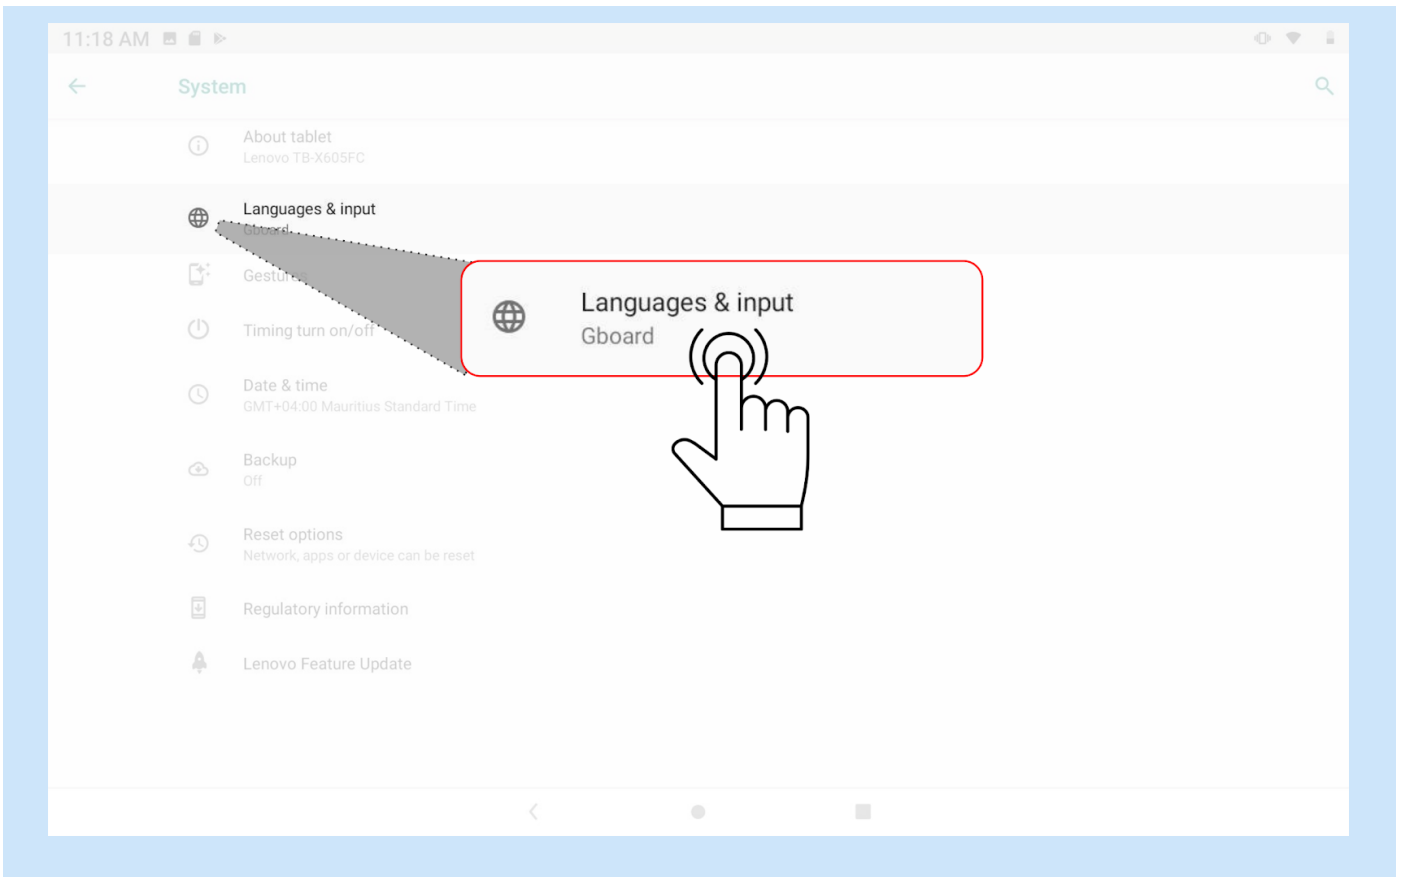 11:18 AM
System
About tablet
Lenovo TB-X605FC
Languages & input
Gboard
Gestures
Languages & input
Gboard
Timing turn on/off
Date & time
GMT+04:00 Mauritius Standard Time
Backup
Off
Reset options
Network, apps or device can be reset
Regulatory information
Lenovo Feature Update